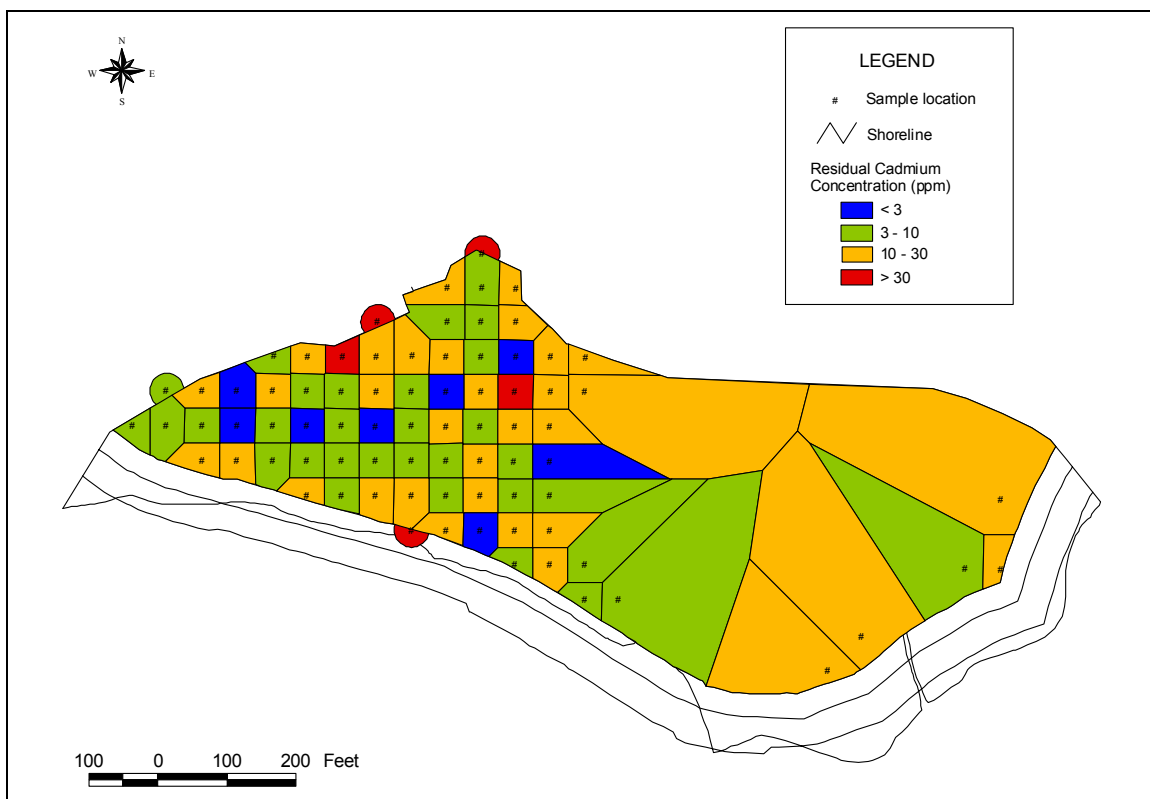 N
W E
S
LEGEND
# Sample location
Shoreline
Residual Cadmium
Concentration (ppm)
< 3
3 - 10
10 - 30
> 30
100 0 100 200 Feet